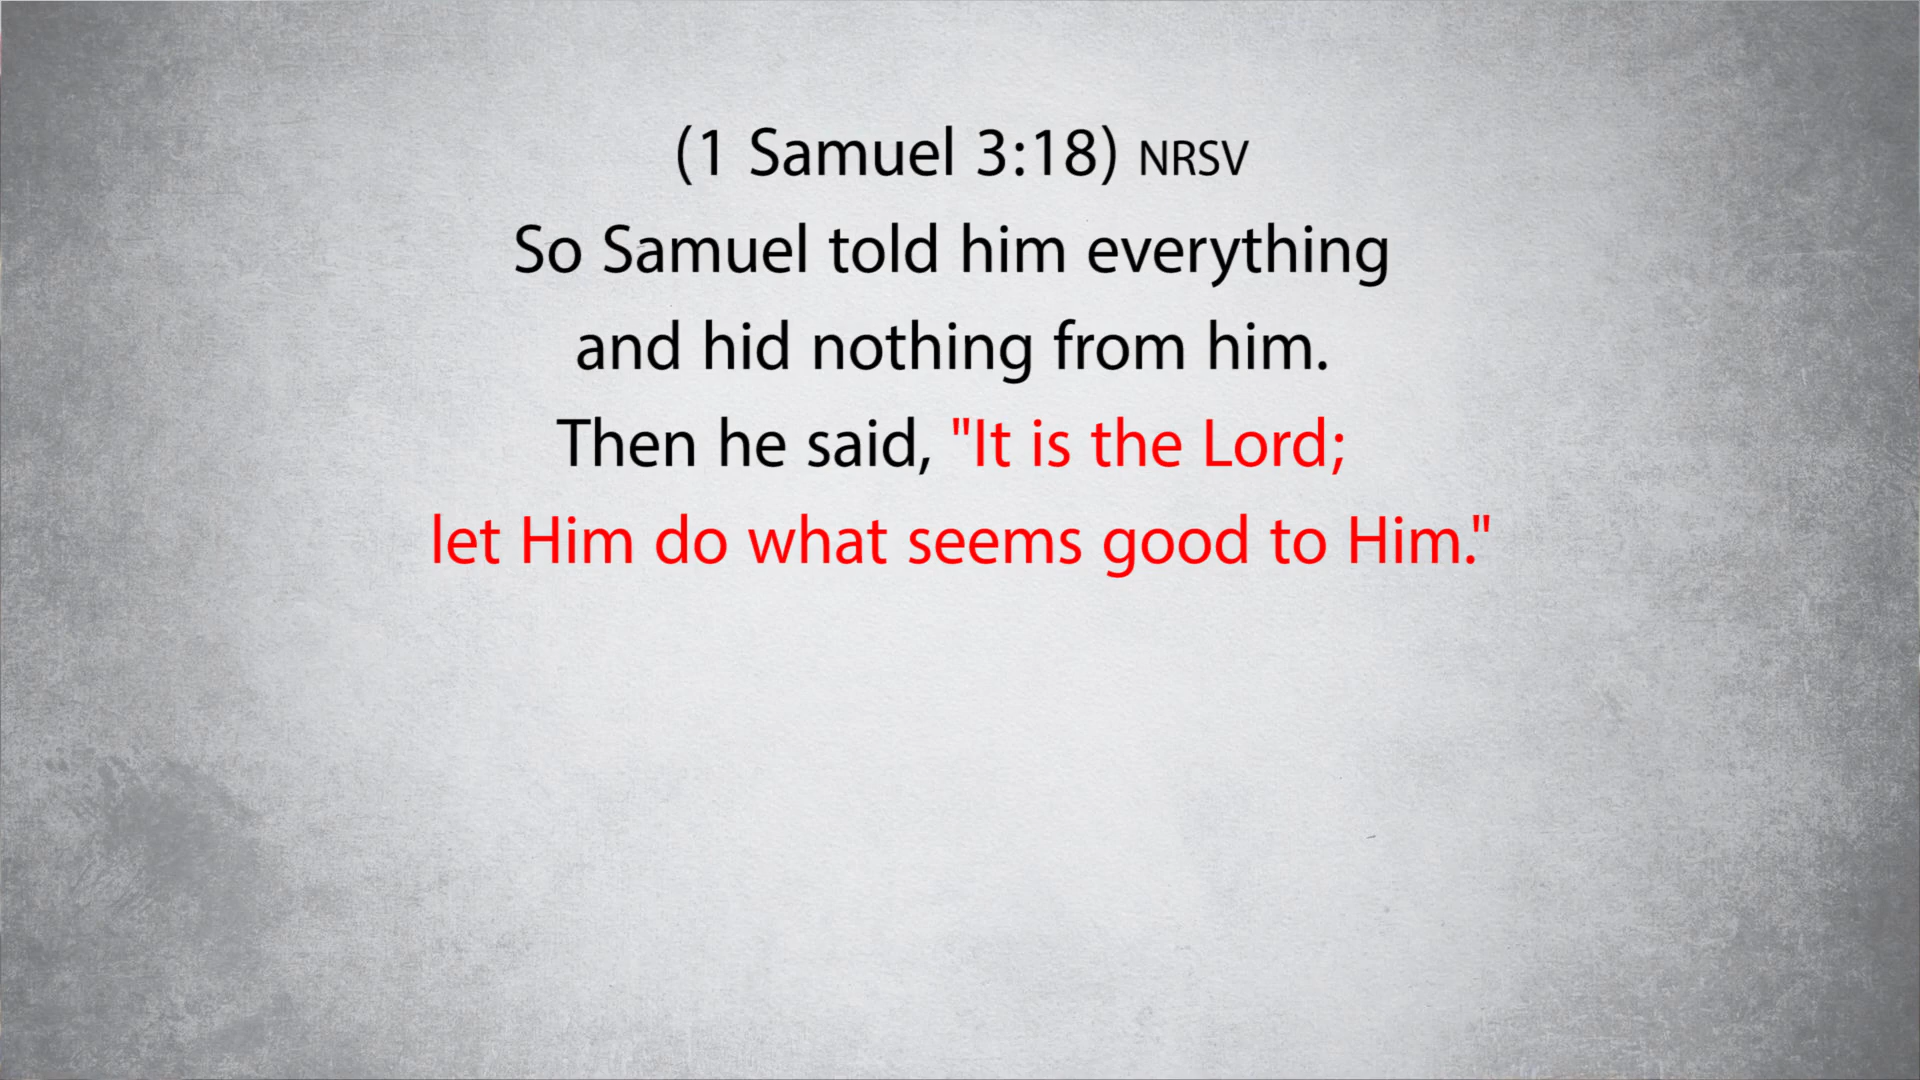 (1 Samuel 3:18) NRSV
So Samuel told him everything
and hid nothing from him.
Then he said, "It is the Lord;
let Him do what seems good to Him."